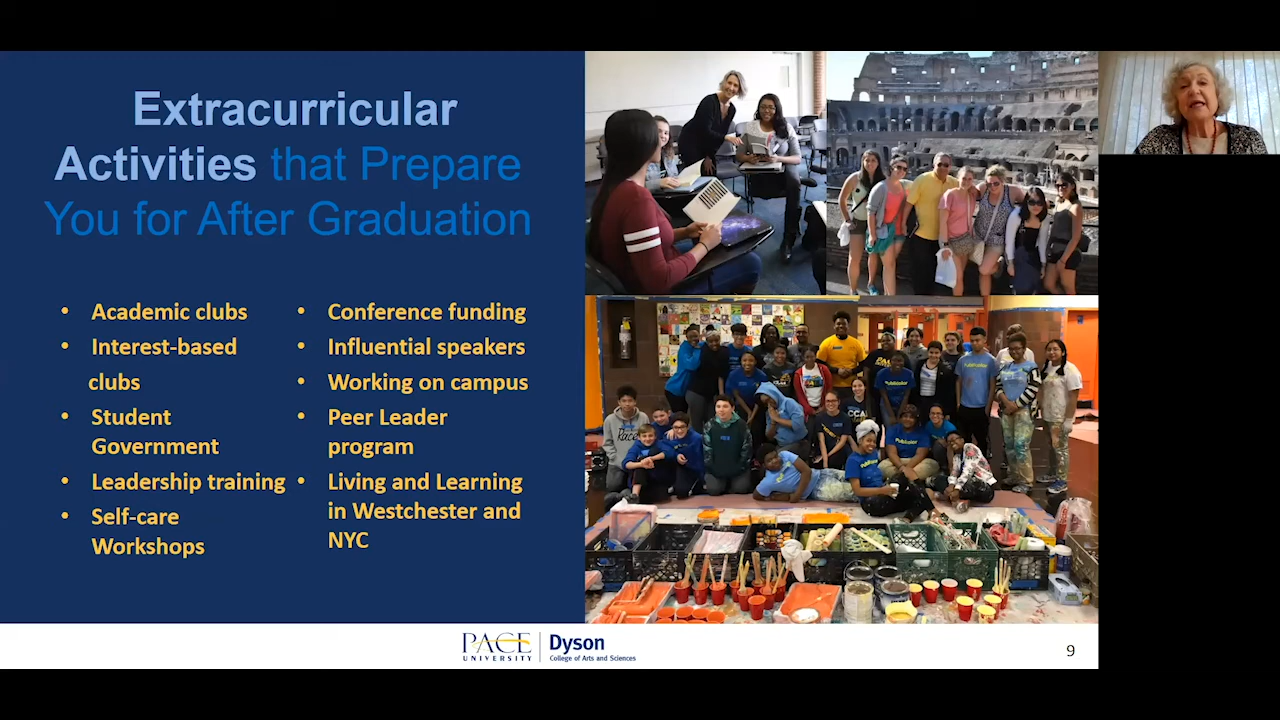 Extracurricular
Activities that Prepare
You for After Graduation
• Academic clubs
• Interest-based
clubs
• Student
Government
• Leadership training
• Self-care
Workshops
• Conference funding
• Influential speakers
• Working on campus
• Peer Leader
program
• Living and Learning
in Westchester and
NYC
PACE
UNIVERSITY
Dyson
College of Arts and Sciences
9